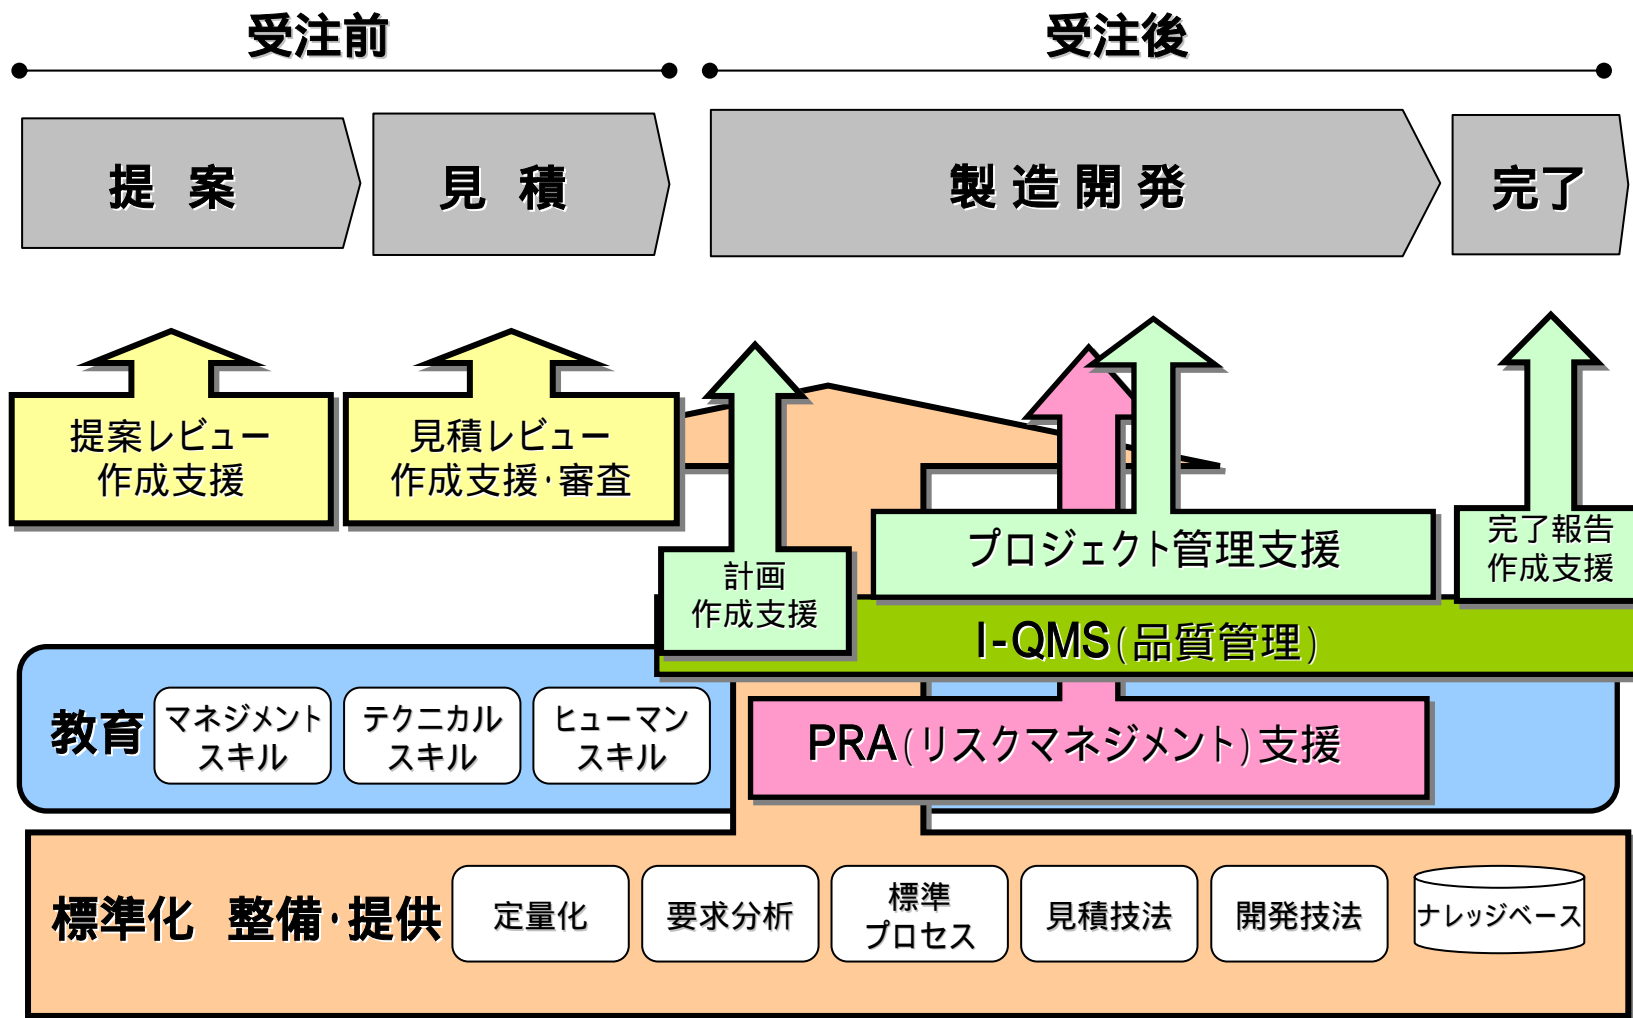 受注前
受注後
提 案
見 積
製 造 開 発
完了
提案レビュー
作成支援
見積レビュー
作成支援・審査
計画
作成支援
プロジェクト管理支援
完了報告
作成支援
I-QMS(品質管理)
教育
マネジメント
スキル
テクニカル
スキル
ヒューマン
スキル
PRA(リスクマネジメント)支援
標準化 整備・提供
定量化
要求分析
標準
プロセス
見積技法
開発技法
ナレッジベース